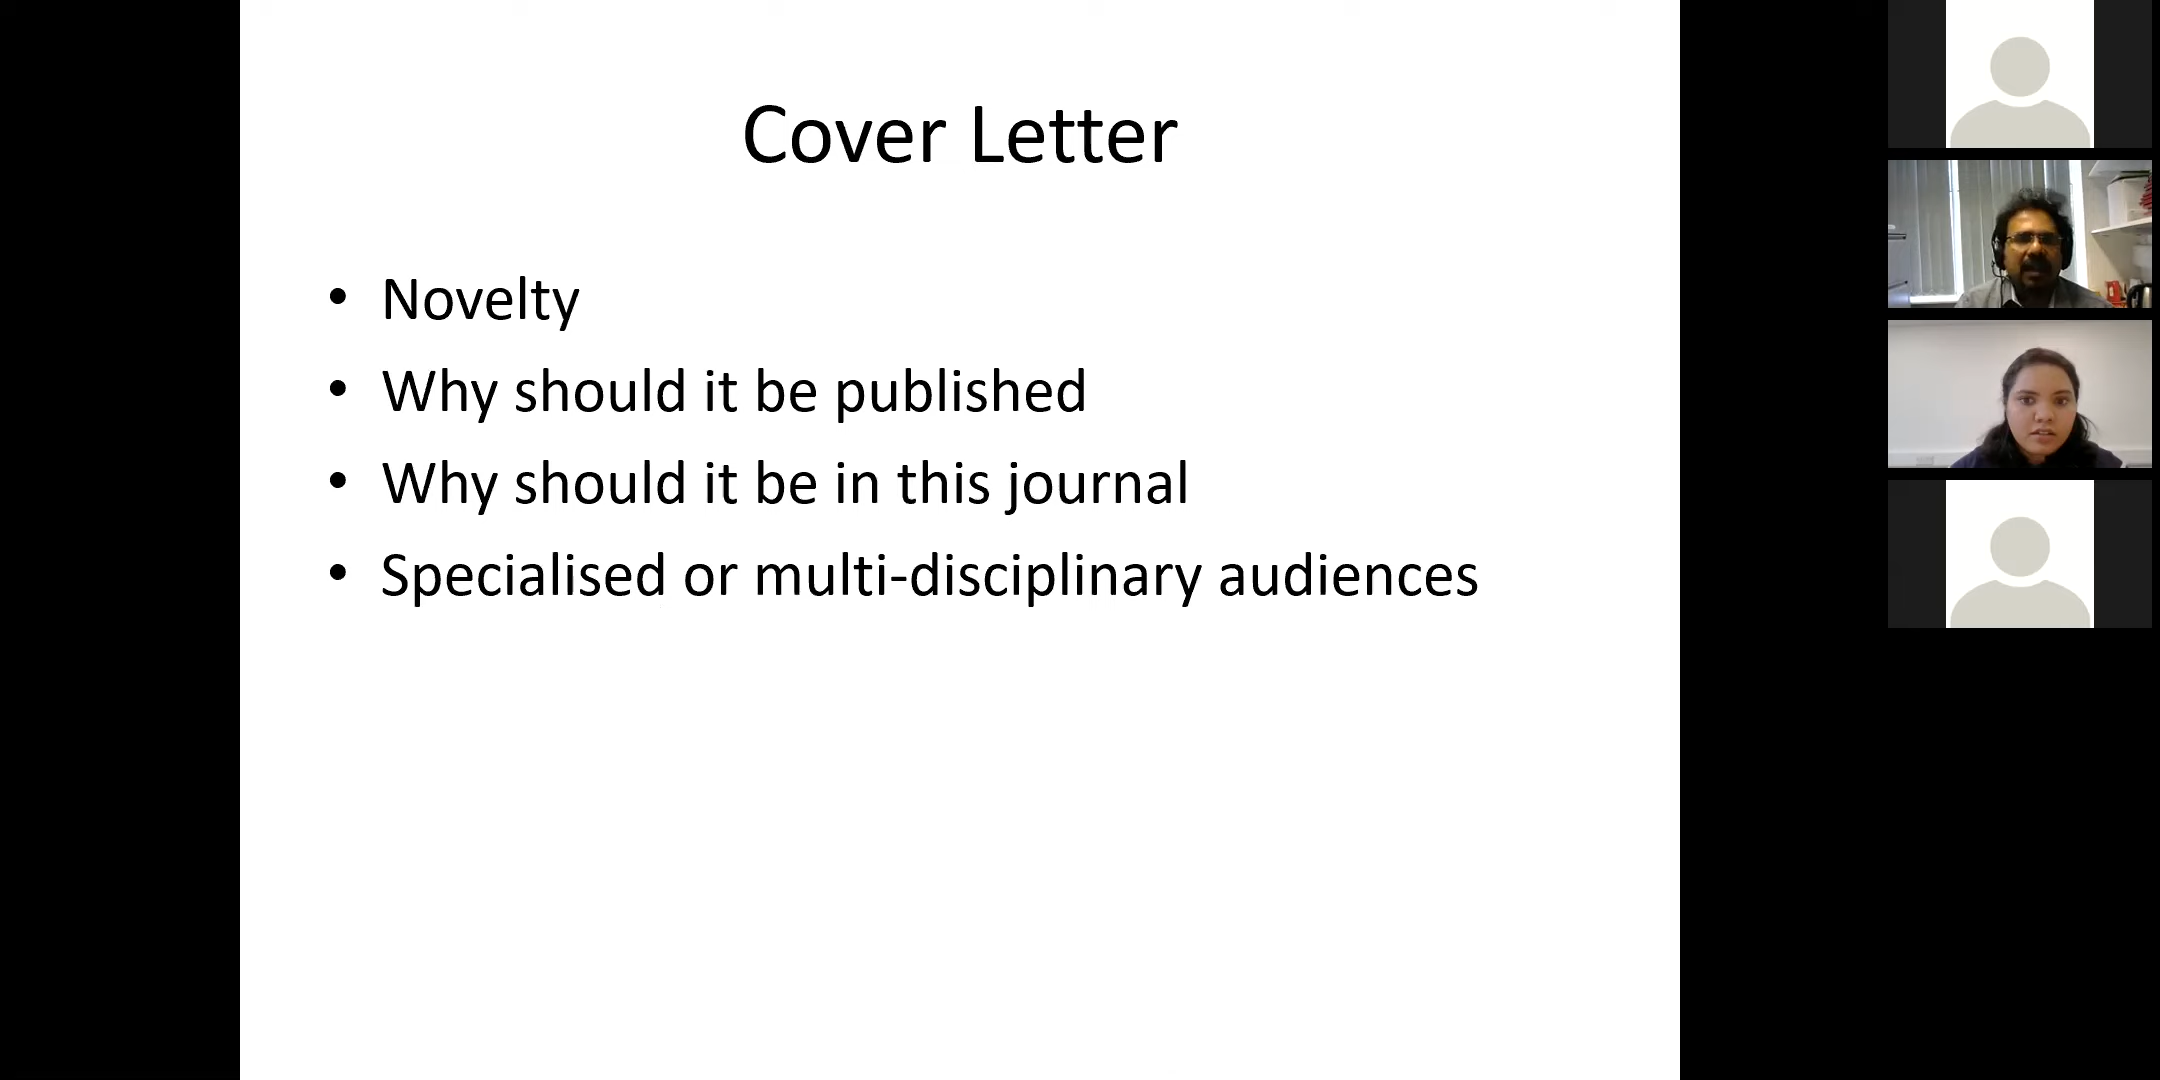 Cover Letter
• Novelty
• Why should it be published
• Why should it be in this journal
• Specialised or multi-disciplinary audiences